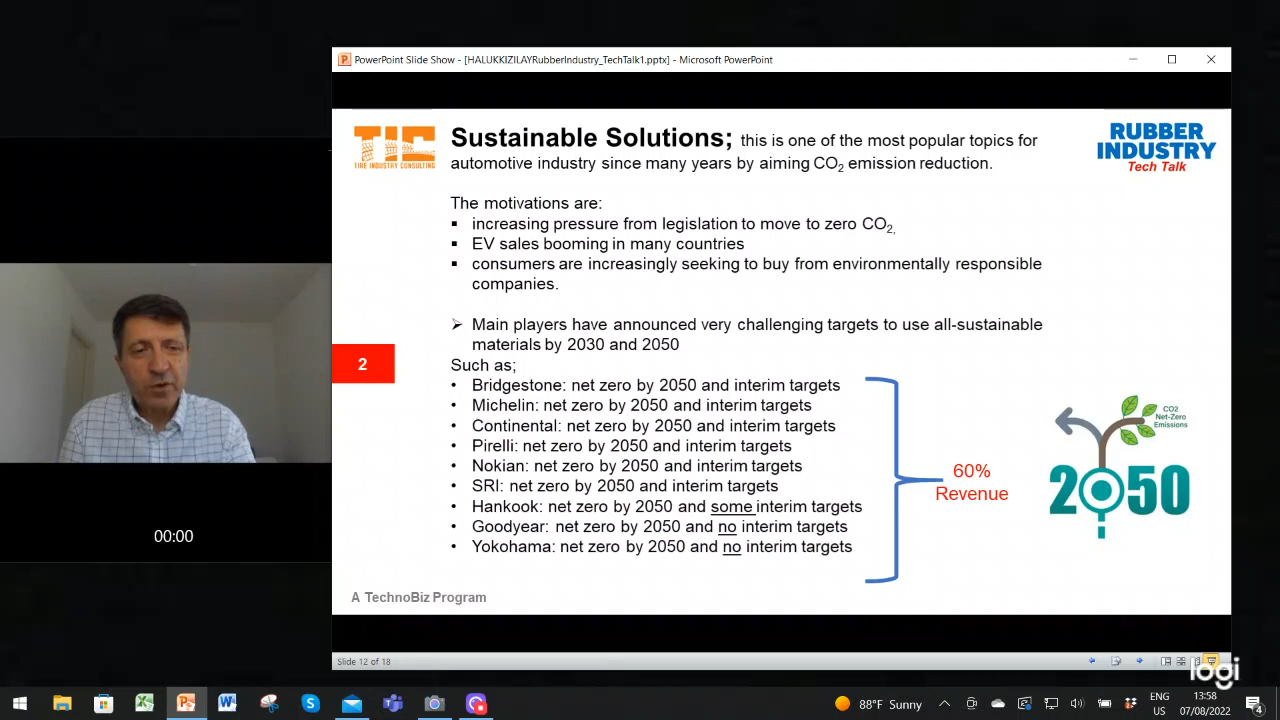 PowerPoint Slide Show - [HALUKKIZILAYRubberIndustry_TechTalk1.pptx] - Microsoft PowerPoint
TIC
TIRE INDUSTRY CONSULTING
Sustainable Solutions; this is one of the most popular topics for
automotive industry since many years by aiming CO2 emission reduction.
RUBBER
INDUSTRY
Tech Talk
The motivations are:
▪ increasing pressure from legislation to move to zero CO2,
▪ EV sales booming in many countries
▪ consumers are increasingly seeking to buy from environmentally responsible
companies.
➢ Main players have announced very challenging targets to use all-sustainable
materials by 2030 and 2050
2
Such as;
• Bridgestone: net zero by 2050 and interim targets
• Michelin: net zero by 2050 and interim targets
• Continental: net zero by 2050 and interim targets
• Pirelli: net zero by 2050 and interim targets
• Nokian: net zero by 2050 and interim targets
• SRI: net zero by 2050 and interim targets
• Hankook: net zero by 2050 and some interim targets
• Goodyear: net zero by 2050 and no interim targets
• Yokohama: net zero by 2050 and no interim targets
60%
Revenue
CO2
Net-Zero
Emissions
2050
00:00
A TechnoBiz Program
Slide 12 of 18
logi
88°F Sunny
ENG
US
13:58
07/08/2022
4